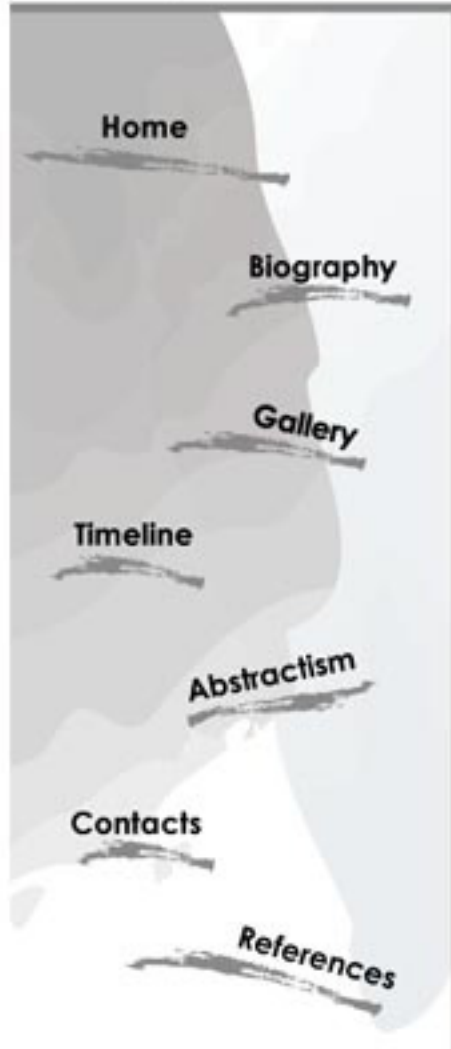 Home
Biography
Gallery
Timeline
Abstractism
Contacts
References